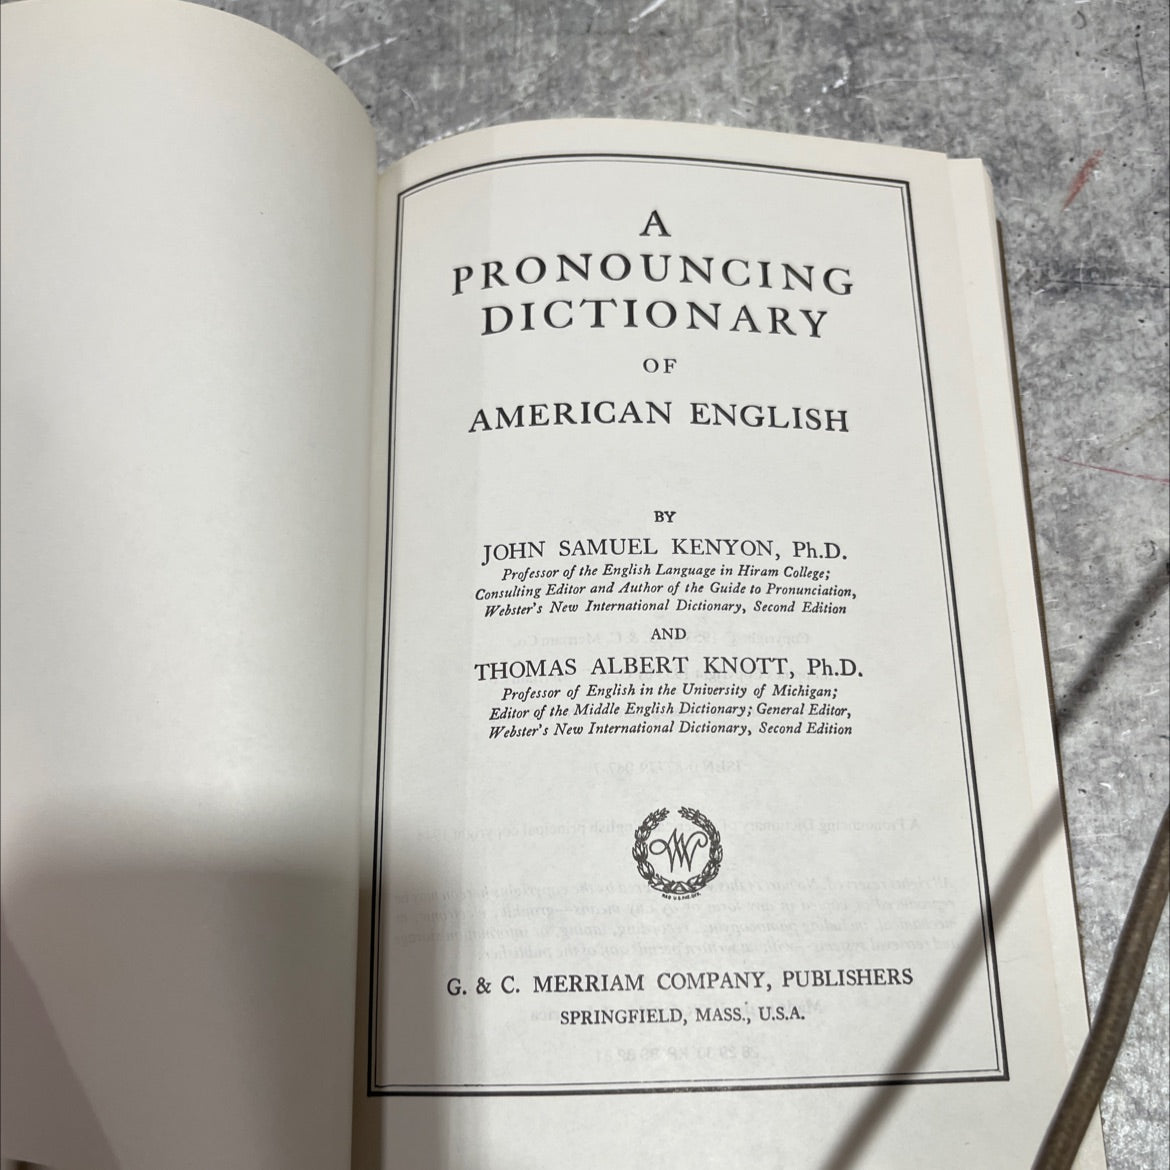 A
PRONOUNCING
DICTIONARY
OF
AMERICAN ENGLISH
BY
JOHN SAMUEL KENYON, Ph.D.
Professor of the English Language in Hiram College;
Consulting Editor and Author of the Guide to Pronunciation,
Webster's New International Dictionary, Second Edition
AND
THOMAS ALBERT KNOTT, Ph.D.
Professor of English in the University of Michigan;
Editor of the Middle English Dictionary; General Editor,
Webster's New International Dictionary, Second Edition
W
REG. U.S. PAT. OFF.
G. & C. MERRIAM COMPANY, PUBLISHERS
SPRINGFIELD, MASS., U.S.A.